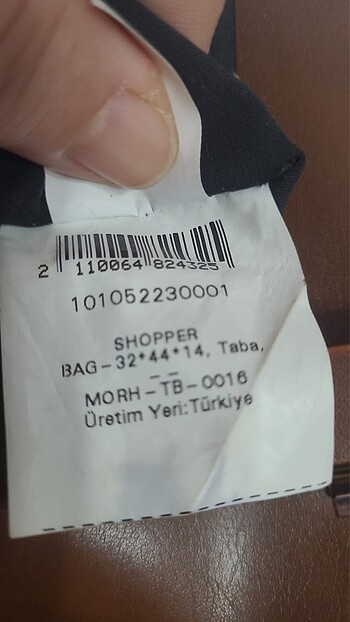 2 110064 824325
101052230001
SHOPPER
BAG-32*44*14, Taba,
– –
MORH-TB-0016
Üretim Yeri:Türkiye